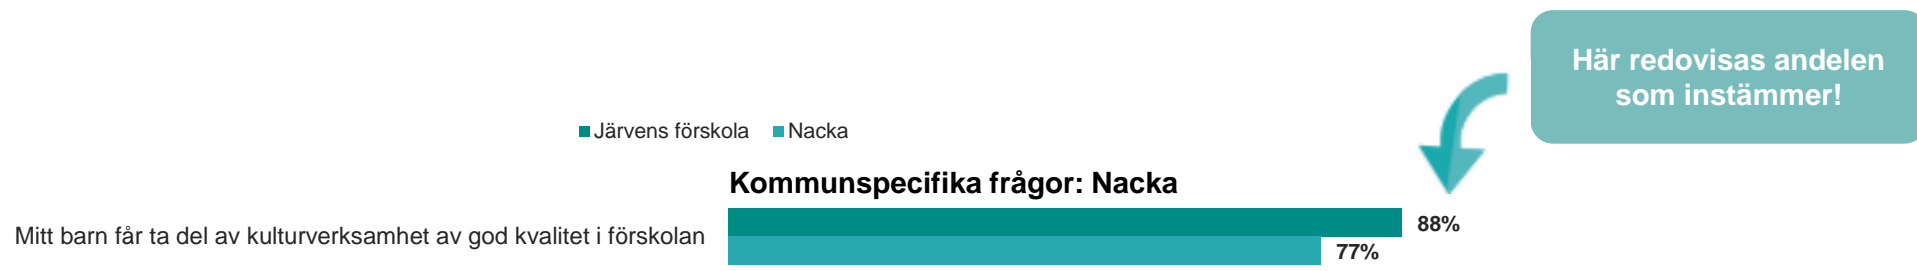 Här redovisas andelen
som instämmer!
Järvens förskola Nacka
Kommunspecifika frågor: Nacka
Mitt barn får ta del av kulturverksamhet av god kvalitet i förskolan
88%
77%